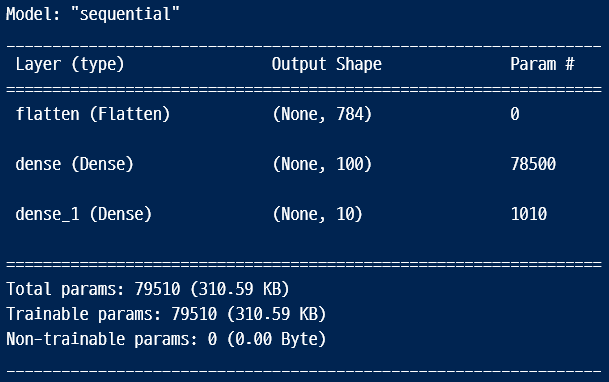 Model: "sequential"
_________________________________________________________________
Layer (type) Output Shape Param #
=================================================================
flatten (Flatten) (None, 784) 0
dense (Dense) (None, 100) 78500
dense_1 (Dense) (None, 10) 1010
=================================================================
Total params: 79510 (310.59 KB)
Trainable params: 79510 (310.59 KB)
Non-trainable params: 0 (0.00 Byte)
_________________________________________________________________